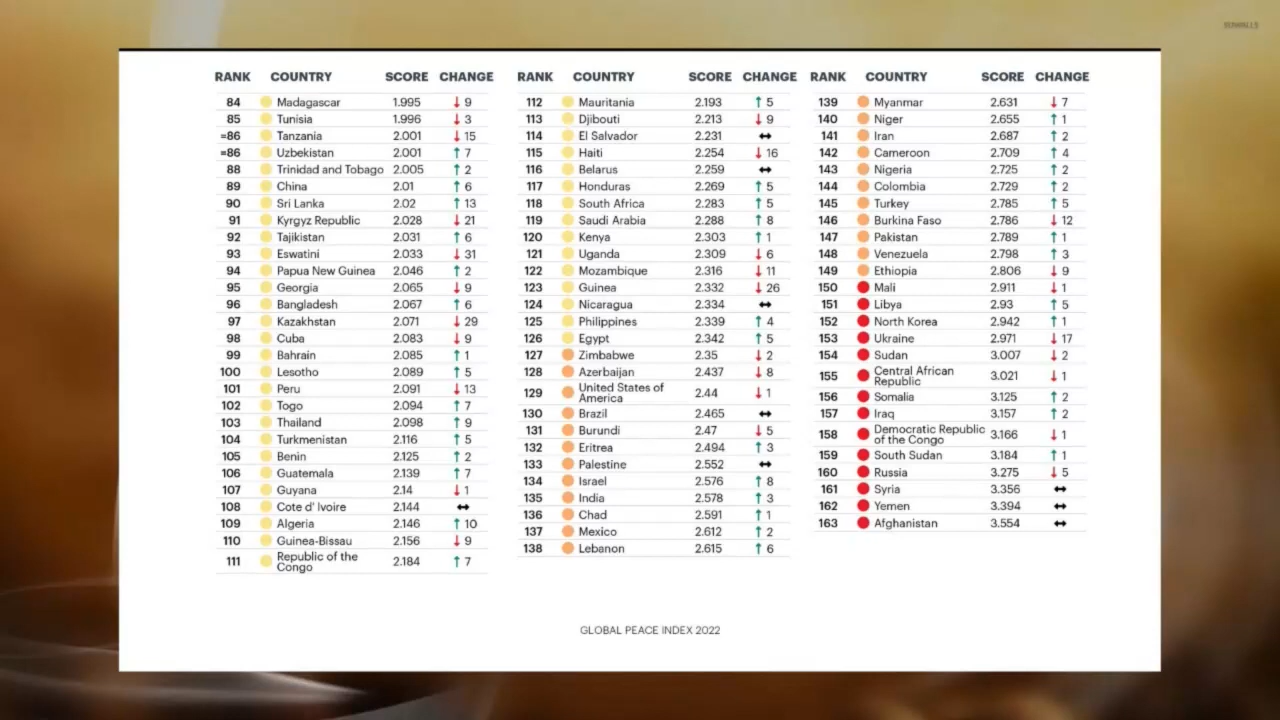 RANK COUNTRY SCORE CHANGE
84 Madagascar 1.995 ↓ 9
85 Tunisia 1.996 ↓ 3
=86 Tanzania 2.001 ↓ 15
=86 Uzbekistan 2.001 ↑ 7
88 Trinidad and Tobago 2.005 ↑ 2
89 China 2.01 ↑ 6
90 Sri Lanka 2.02 ↑ 13
91 Kyrgyz Republic 2.028 ↓ 21
92 Tajikistan 2.031 ↑ 6
93 Eswatini 2.033 ↓ 31
94 Papua New Guinea 2.046 ↑ 2
95 Georgia 2.065 ↓ 9
96 Bangladesh 2.067 ↑ 6
97 Kazakhstan 2.071 ↓ 29
98 Cuba 2.083 ↓ 9
99 Bahrain 2.085 ↑ 1
100 Lesotho 2.089 ↑ 5
101 Peru 2.091 ↓ 13
102 Togo 2.094 ↑ 7
103 Thailand 2.098 ↑ 9
104 Turkmenistan 2.116 ↑ 5
105 Benin 2.125 ↑ 2
106 Guatemala 2.139 ↑ 7
107 Guyana 2.14 ↓ 1
108 Cote d' Ivoire 2.144 ↔
109 Algeria 2.146 ↑ 10
110 Guinea-Bissau 2.156 ↓ 9
111 Republic of the
Congo 2.184 ↑ 7
RANK COUNTRY SCORE CHANGE
112 Mauritania 2.193 ↑ 5
113 Djibouti 2.213 ↓ 9
114 El Salvador 2.231 ↔
115 Haiti 2.254 ↓ 16
116 Belarus 2.259 ↔
117 Honduras 2.269 ↑ 5
118 South Africa 2.283 ↑ 5
119 Saudi Arabia 2.288 ↑ 8
120 Kenya 2.303 ↑ 1
121 Uganda 2.309 ↓ 6
122 Mozambique 2.316 ↓ 11
123 Guinea 2.332 ↓ 26
124 Nicaragua 2.334 ↔
125 Philippines 2.339 ↑ 4
126 Egypt 2.342 ↑ 5
127 Zimbabwe 2.35 ↓ 2
128 Azerbaijan 2.437 ↓ 8
129 United States of
America 2.44 ↓ 1
130 Brazil 2.465 ↔
131 Burundi 2.47 ↓ 5
132 Eritrea 2.494 ↑ 3
133 Palestine 2.552 ↔
134 Israel 2.576 ↑ 8
135 India 2.578 ↑ 3
136 Chad 2.591 ↑ 1
137 Mexico 2.612 ↑ 2
138 Lebanon 2.615 ↑ 6
RANK COUNTRY SCORE CHANGE
139 Myanmar 2.631 ↓ 7
140 Niger 2.655 ↑ 1
141 Iran 2.687 ↑ 2
142 Cameroon 2.709 ↑ 4
143 Nigeria 2.725 ↑ 2
144 Colombia 2.729 ↑ 2
145 Turkey 2.785 ↑ 5
146 Burkina Faso 2.786 ↓ 12
147 Pakistan 2.789 ↑ 1
148 Venezuela 2.798 ↑ 3
149 Ethiopia 2.806 ↓ 9
150 Mali 2.911 ↓ 1
151 Libya 2.93 ↑ 5
152 North Korea 2.942 ↑ 1
153 Ukraine 2.971 ↓ 17
154 Sudan 3.007 ↓ 2
155 Central African
Republic 3.021 ↓ 1
156 Somalia 3.125 ↑ 2
157 Iraq 3.157 ↑ 2
158 Democratic Republic
of the Congo 3.166 ↓ 1
159 South Sudan 3.184 ↑ 1
160 Russia 3.275 ↓ 5
161 Syria 3.356 ↔
162 Yemen 3.394 ↔
163 Afghanistan 3.554 ↔
GLOBAL PEACE INDEX 2022